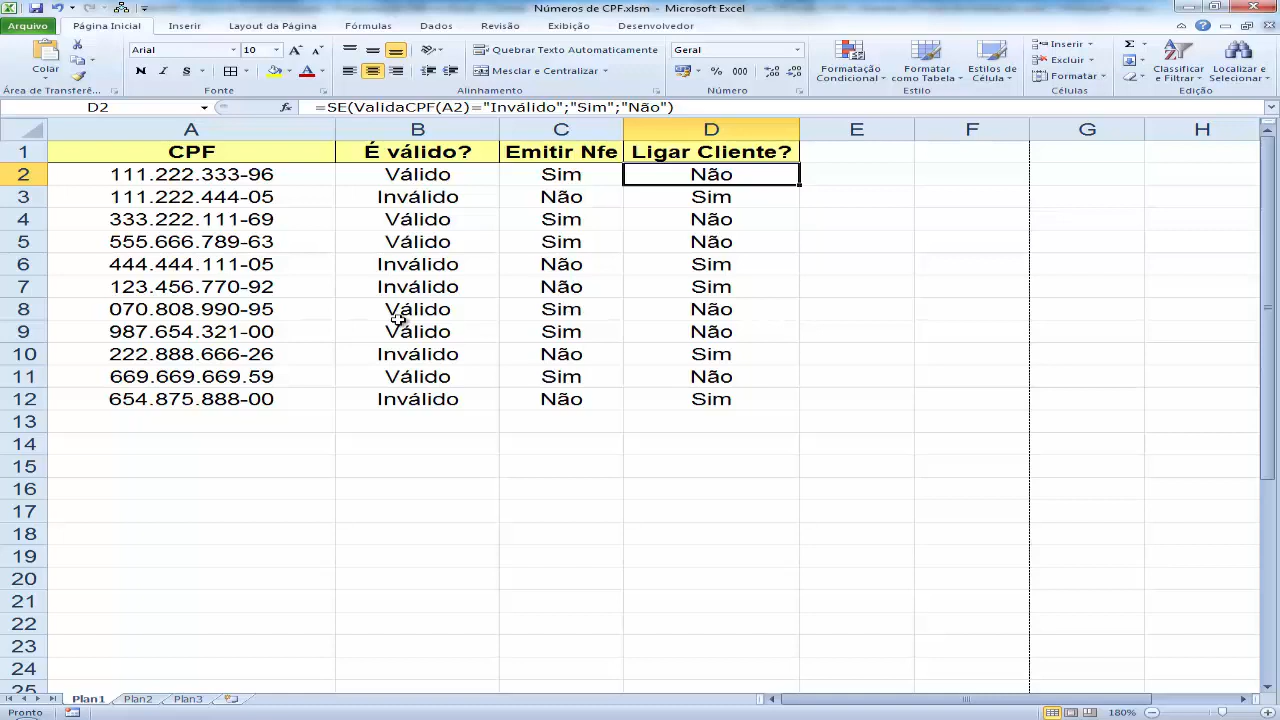 Números de CPF.xlsm - Microsoft Excel
Arquivo Página Inicial Inserir Layout da Página Fórmulas Dados Revisão Exibição Desenvolvedor
Colar
Arial 10
N I S A
Quebrar Texto Automaticamente
Mesclar e Centralizar
Geral
% 000
Formatação Condicional
Formatar como Tabela
Estilos de Célula
Inserir
Excluir
Formatar
Σ
Classificar e Filtrar
Localizar e Selecionar
Área de Transferê... Fonte Alinhamento Número Estilo Células Edição
D2 fx =SE(ValidaCPF(A2)="Inválido";"Sim";"Não")
A B C D E F G H
1 CPF É válido? Emitir Nfe Ligar Cliente?
2 111.222.333-96 Válido Sim Não
3 111.222.444-05 Inválido Não Sim
4 333.222.111-69 Válido Sim Não
5 555.666.789-63 Válido Sim Não
6 444.444.111-05 Inválido Não Sim
7 123.456.770-92 Inválido Não Sim
8 070.808.990-95 Válido Sim Não
9 987.654.321-00 Válido Sim Não
10 222.888.666-26 Inválido Não Sim
11 669.669.669.59 Válido Sim Não
12 654.875.888-00 Inválido Não Sim
13
14
15
16
17
18
19
20
21
22
23
24
25
Plan1 Plan2 Plan3
Pronto 180%